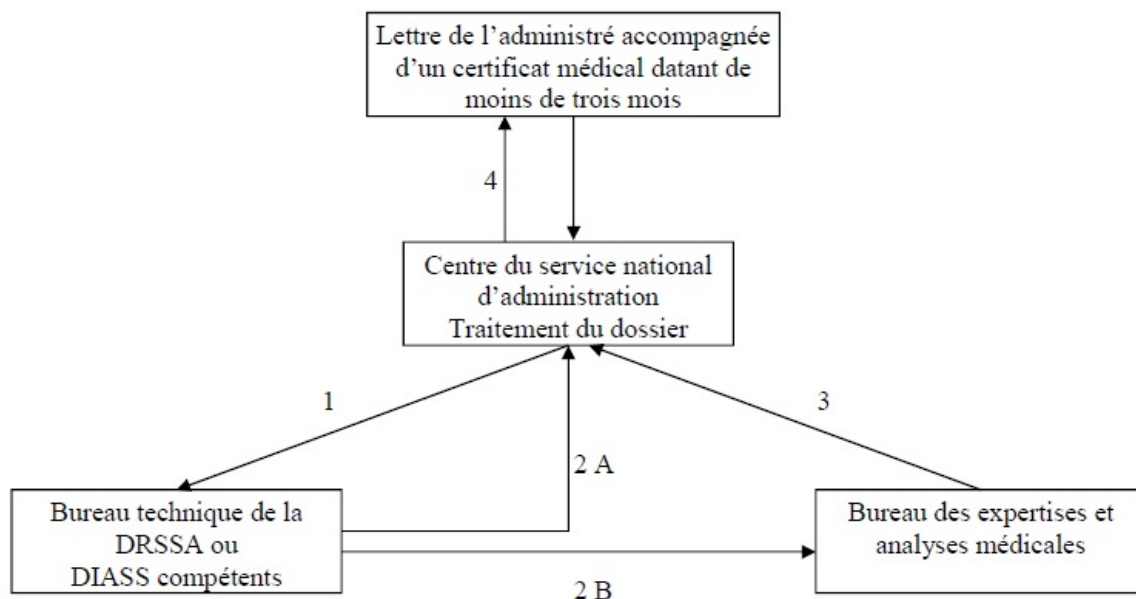 Lettre de l’administré accompagnée
d’un certificat médical datant de
moins de trois mois
4
Centre du service national
d’administration
Traitement du dossier
1
3
2 A
Bureau technique de la
DRSSA ou
DIASS compétents
Bureau des expertises et
analyses médicales
2 B